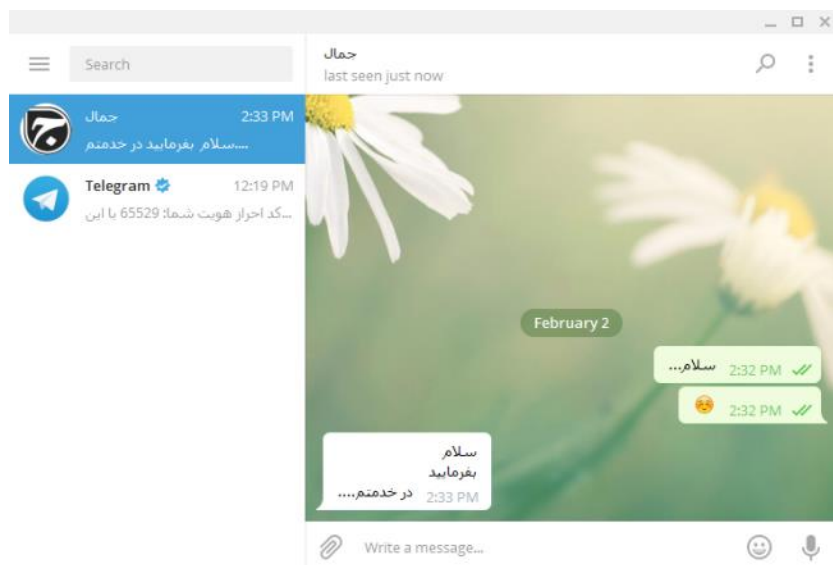 Search
جمال
2:33 PM
سلام بفرمایید در خدمتم....
Telegram
12:19 PM
کد احراز هویت شما: 65529 با این...
جمال
last seen just now
February 2
سلام...
2:32 PM
2:32 PM
سلام
بفرمایید
در خدمتم....
2:33 PM
Write a message...